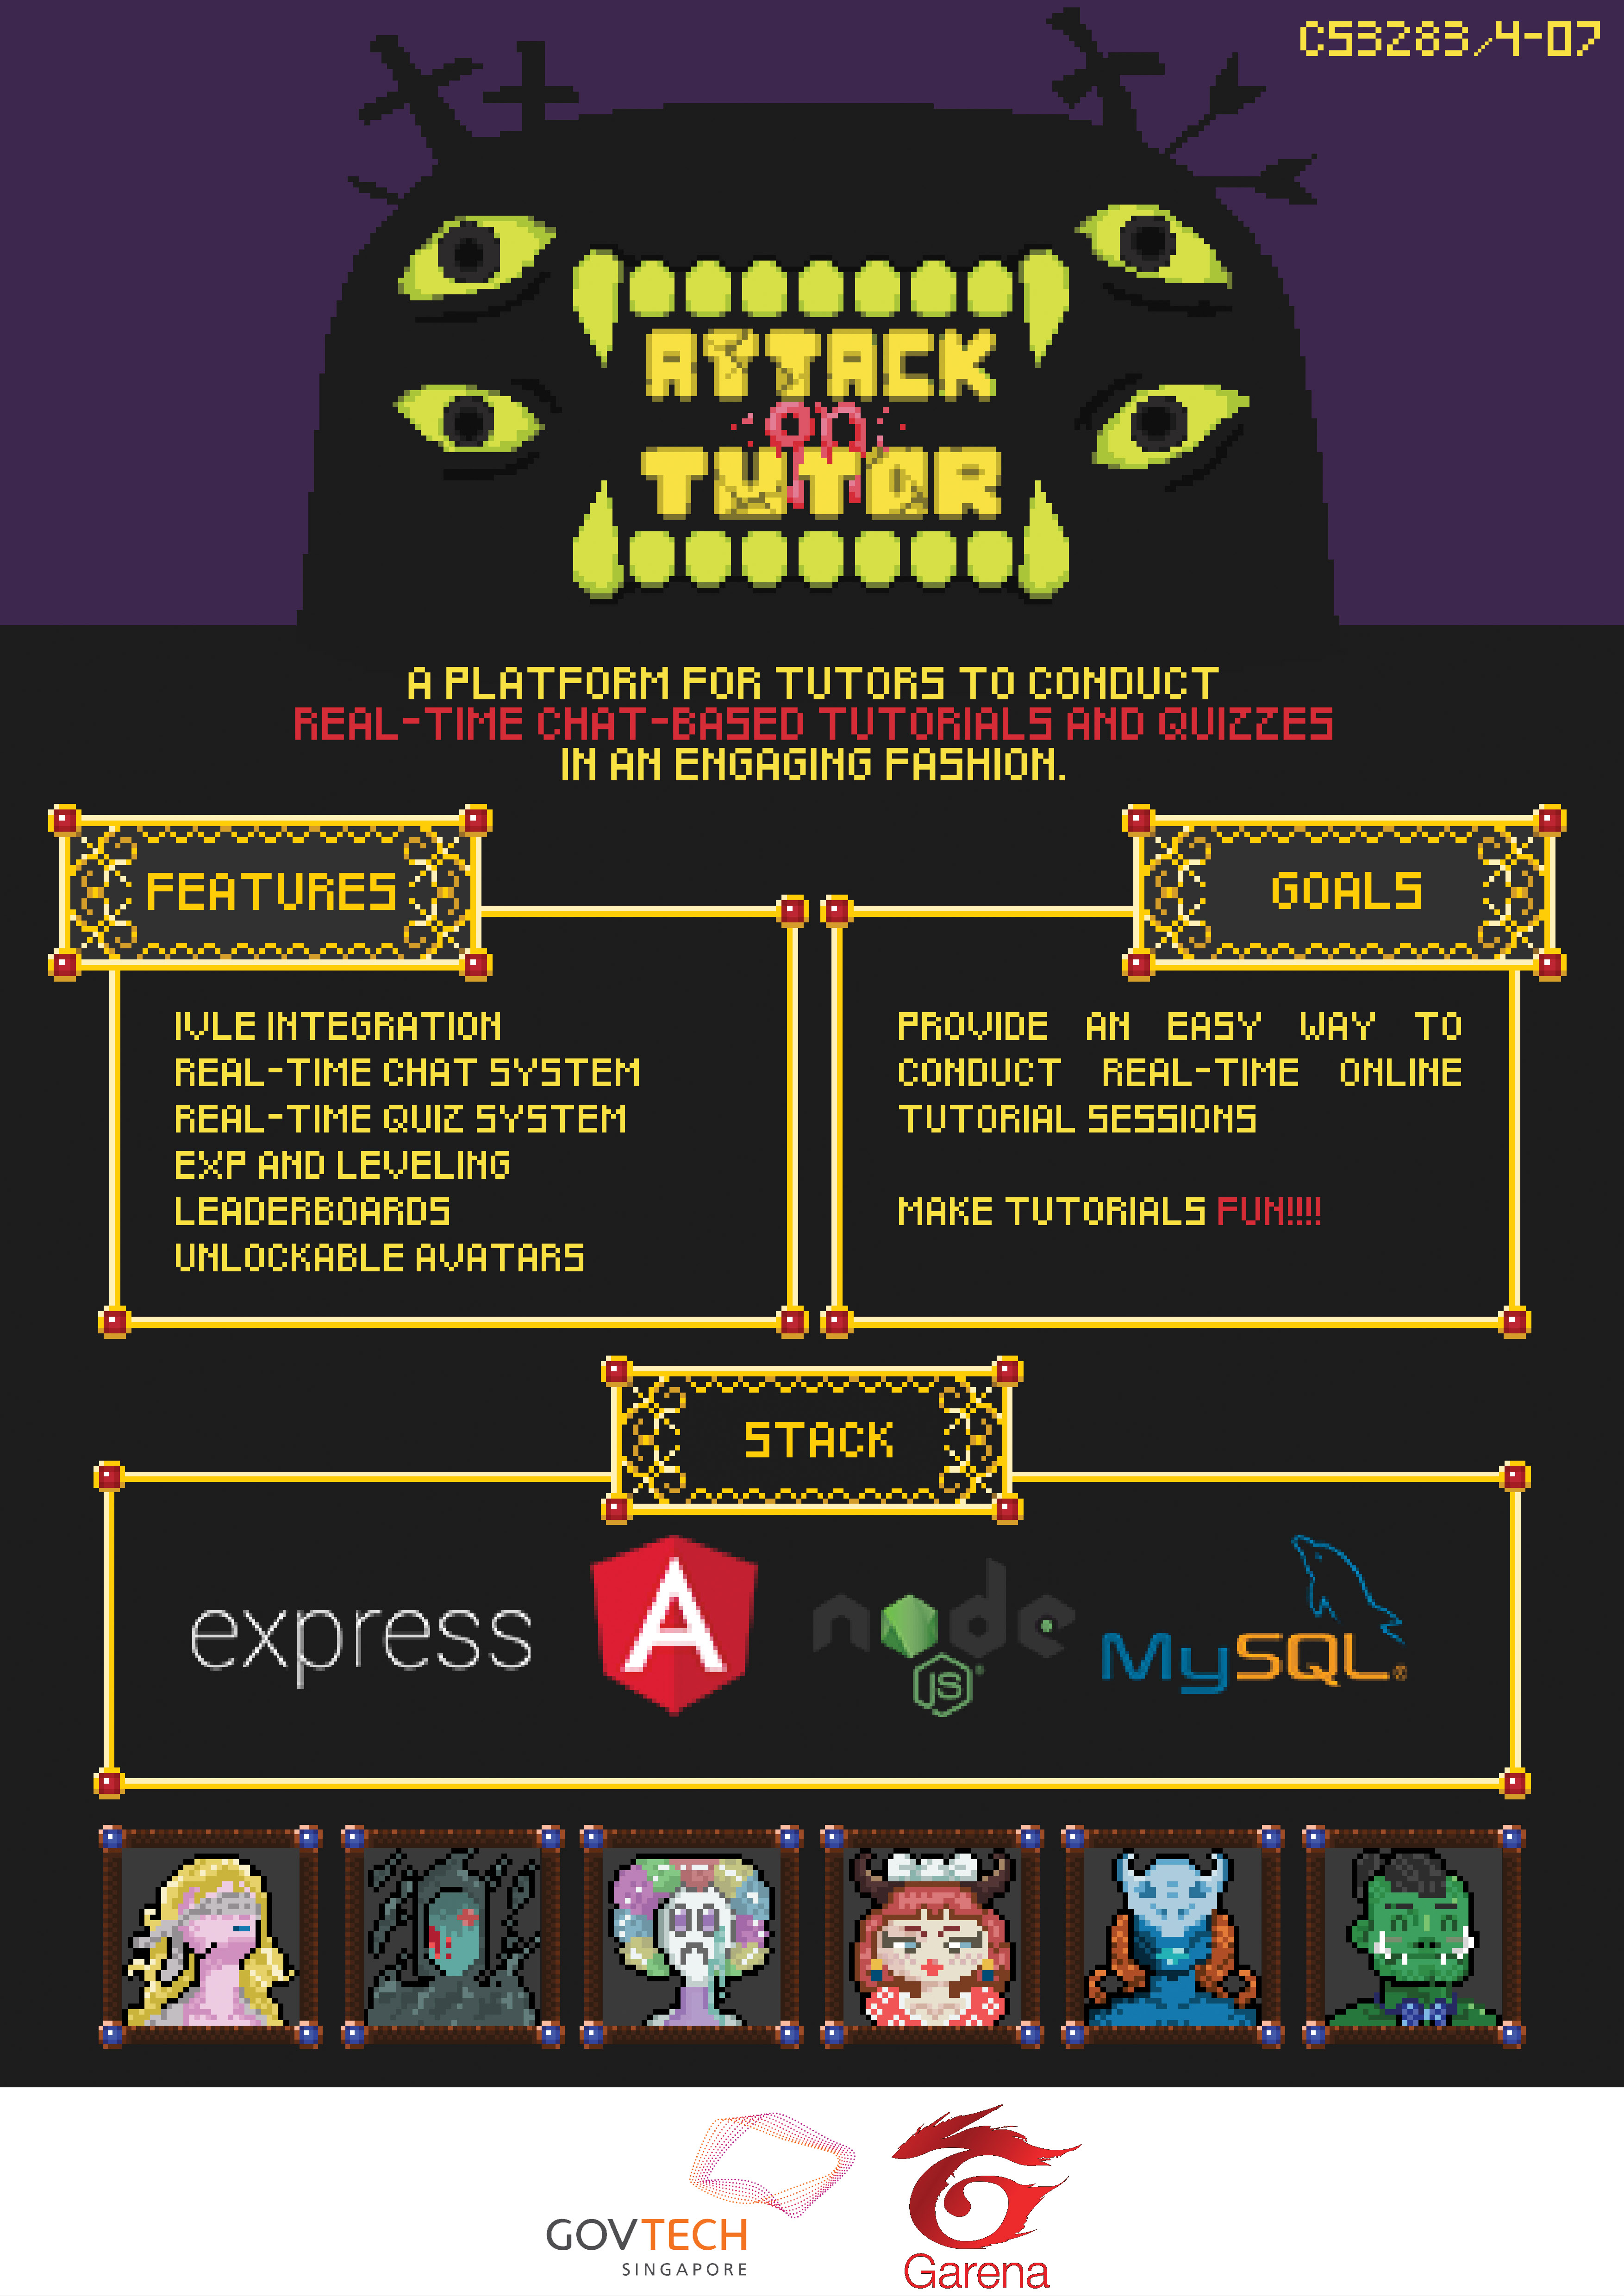 CS3283/4-07
ATTACK
on
TUTOR
A PLATFORM FOR TUTORS TO CONDUCT
REAL-TIME CHAT-BASED TUTORIALS AND QUIZZES
IN AN ENGAGING FASHION.
FEATURES
IVLE INTEGRATION
REAL-TIME CHAT SYSTEM
REAL-TIME QUIZ SYSTEM
EXP AND LEVELING
LEADERBOARDS
UNLOCKABLE AVATARS
GOALS
PROVIDE AN EASY WAY TO
CONDUCT REAL-TIME ONLINE
TUTORIAL SESSIONS
MAKE TUTORIALS FUN!!!!
STACK
express
A
node
JS®
MySQL®
GOVTECH
SINGAPORE
Garena